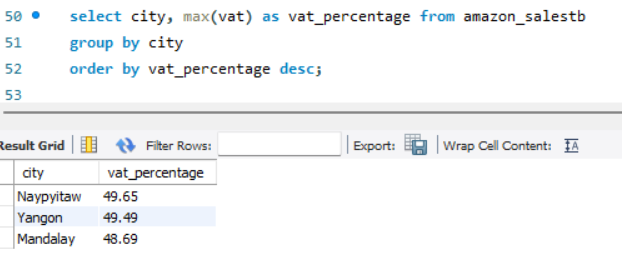 50 select city, max(vat) as vat_percentage from amazon_salestb
51 group by city
52 order by vat_percentage desc;
53
Result Grid Filter Rows: Export: Wrap Cell Content: IA
city vat_percentage
Naypyitaw 49.65
Yangon 49.49
Mandalay 48.69